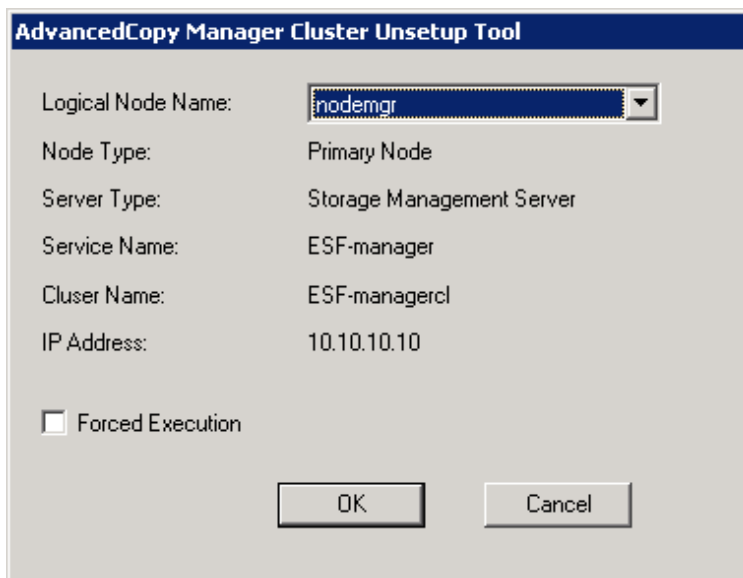 AdvancedCopy Manager Cluster Unsetup Tool
Logical Node Name: nodemgr
Node Type: Primary Node
Server Type: Storage Management Server
Service Name: ESF-manager
Cluser Name: ESF-managercl
IP Address: 10.10.10.10
Forced Execution
OK Cancel